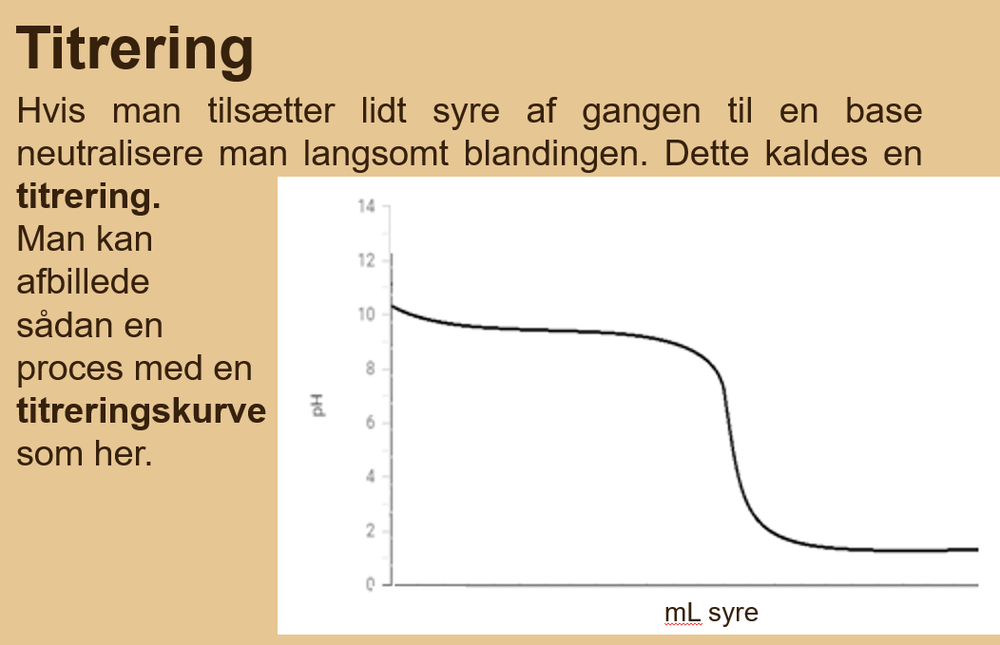 Titrering
Hvis man tilsætter lidt syre af gangen til en base
neutralisere man langsomt blandingen. Dette kaldes en
titrering.
Man kan
afbillede
sådan en
proces med en
titreringskurve
som her.
14
12
10
8
pH
6
4
2
0
mL syre